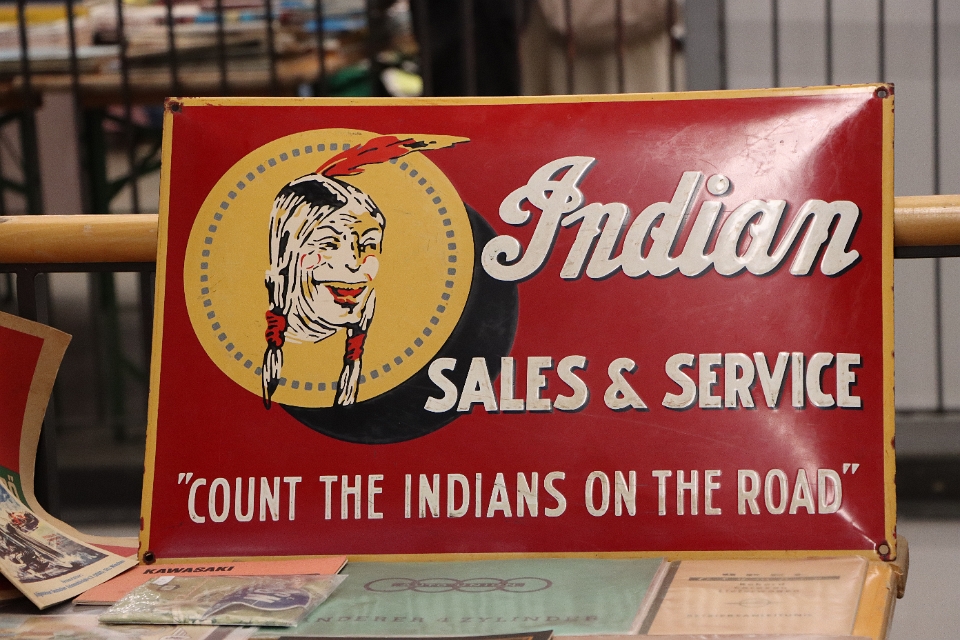 Indian
SALES & SERVICE
"COUNT THE INDIANS ON THE ROAD"
KAWASAKI